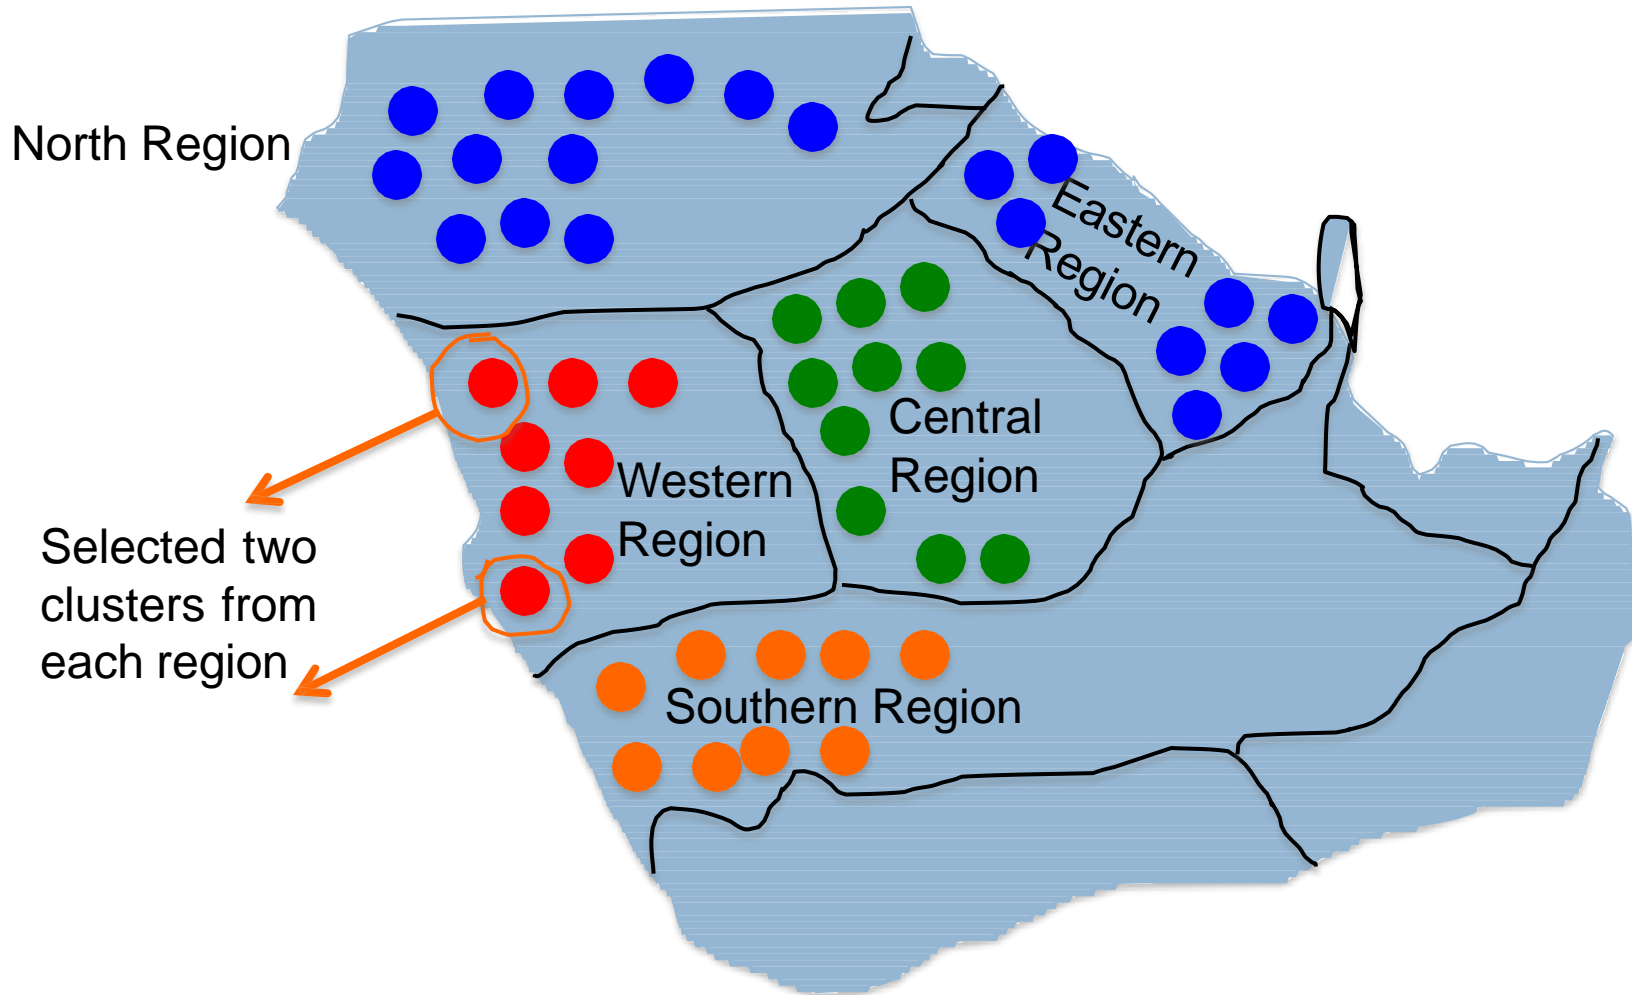 North Region
Eastern
Region
Central
Region
Western
Region
Selected two
clusters from
each region
Southern Region